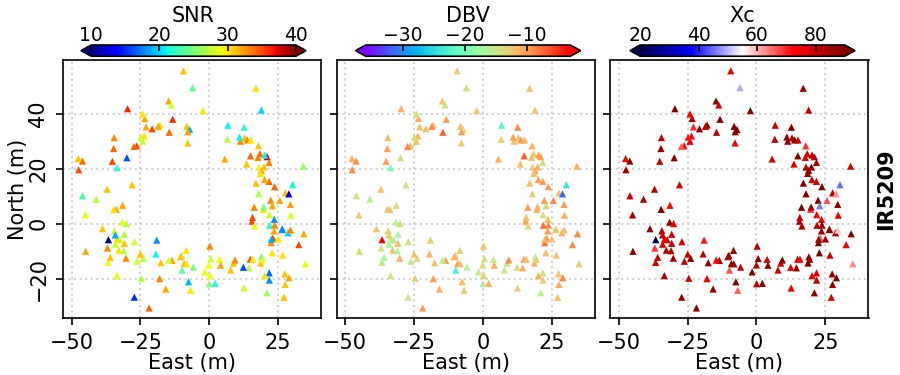 SNR DBV Xc
10 20 30 40 −30 −20 −10 20 40 60 80
North (m)
40
20
0
−20
−50 −25 0 25 −50 −25 0 25 −50 −25 0 25
East (m) East (m) East (m)
IR5209